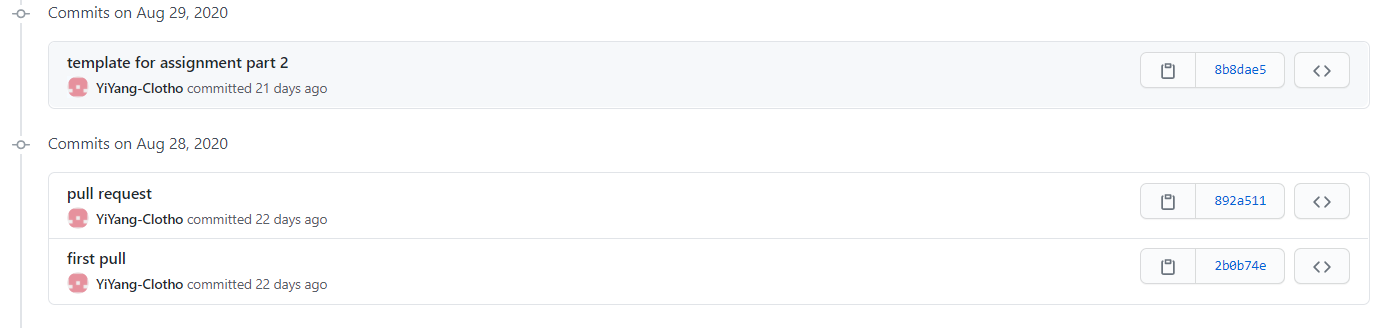 Commits on Aug 29, 2020
template for assignment part 2
8b8dae5
YiYang-Clotho committed 21 days ago
Commits on Aug 28, 2020
pull request
892a511
YiYang-Clotho committed 22 days ago
first pull
2b0b74e
YiYang-Clotho committed 22 days ago